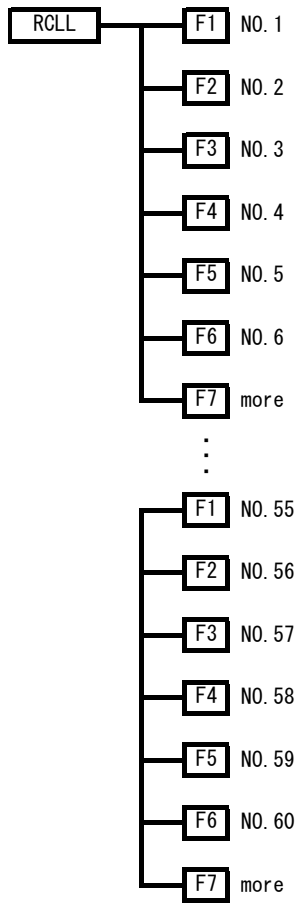 RCLL F1 NO. 1
F2 NO. 2
F3 NO. 3
F4 NO. 4
F5 NO. 5
F6 NO. 6
F7 more
F1 NO. 55
F2 NO. 56
F3 NO. 57
F4 NO. 58
F5 NO. 59
F6 NO. 60
F7 more